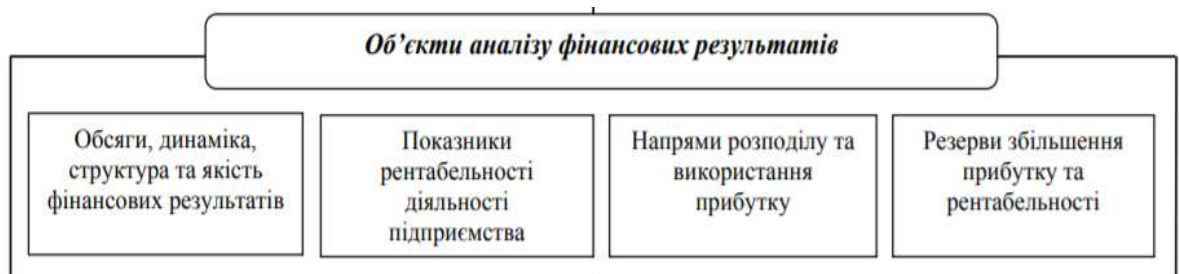 Об’єкти аналізу фінансових результатів
Обсяги, динаміка,
структура та якість
фінансових результатів
Показники
рентабельності
діяльності
підприємства
Напрями розподілу та
використання
прибутку
Резерви збільшення
прибутку та
рентабельності